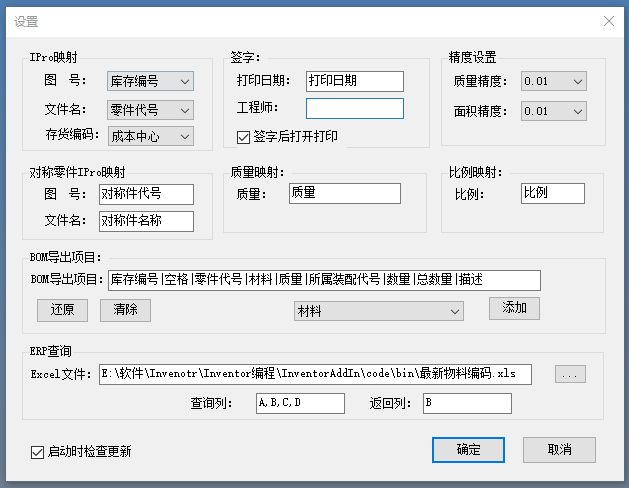 设置
IPro映射
图 号： 库存编号
文件名： 零件代号
存货编码： 成本中心
签字：
打印日期： 打印日期
工程师：
签字后打开打印
精度设置
质量精度： 0.01
面积精度： 0.01
对称零件IPro映射
图 号： 对称件代号
文件名： 对称件名称
质量映射：
质量： 质量
比例映射：
比例： 比例
BOM导出项目：
BOM导出项目： 库存编号|空格|零件代号|材料|质量|所属装配代号|数量|总数量|描述
还原 清除 材料 添加
ERP查询
Excel文件： E:\软件\Invenotr\Inventor编程\InventorAddIn\code\bin\最新物料编码.xls ...
查询列： A,B,C,D 返回列： B
启动时检查更新 确定 取消